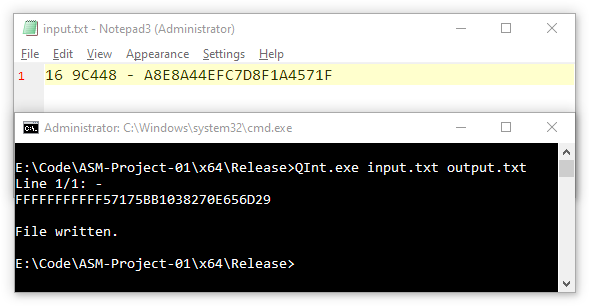 input.txt - Notepad3 (Administrator)
File Edit View Appearance Settings Help
1 16 9C448 - A8E8A44EFC7D8F1A4571F
Administrator: C:\Windows\system32\cmd.exe
E:\Code\ASM-Project-01\x64\Release>QInt.exe input.txt output.txt
Line 1/1: -
FFFFFFFFFFF57175BB1038270E656D29
File written.
E:\Code\ASM-Project-01\x64\Release>